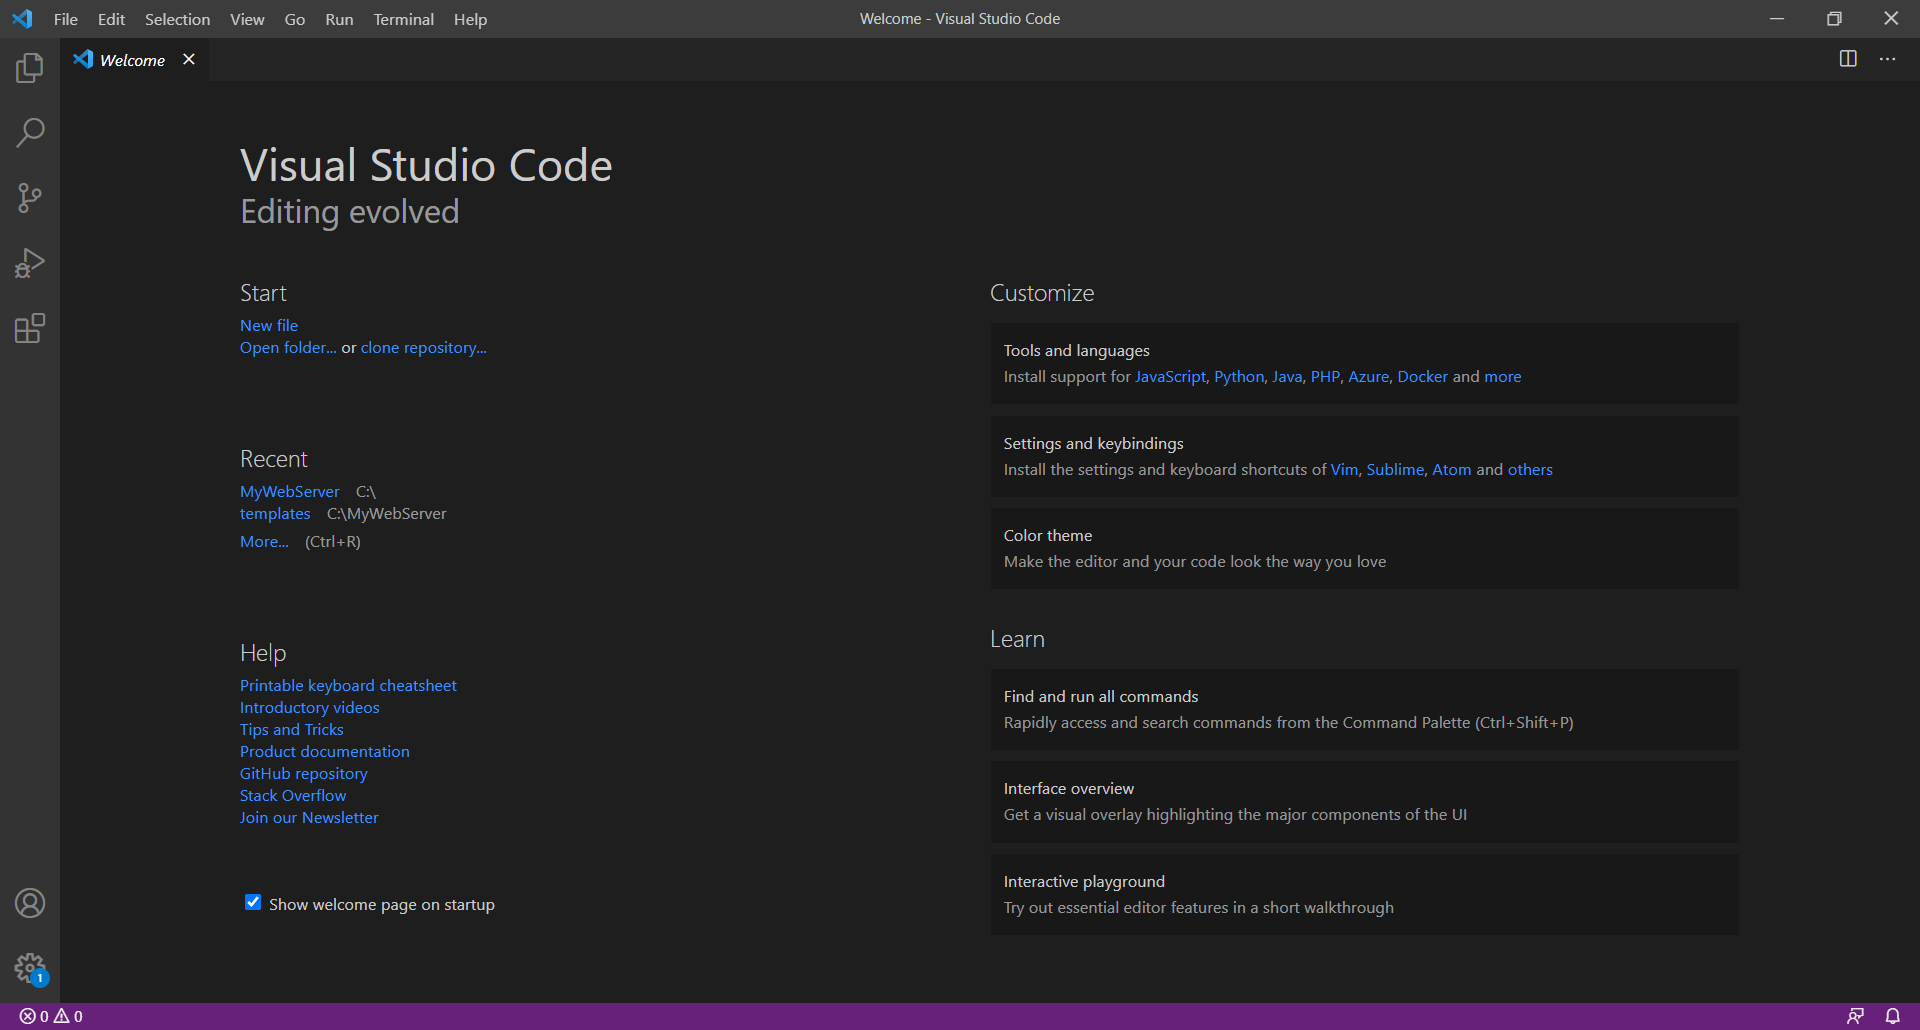 File Edit Selection View Go Run Terminal Help
Welcome - Visual Studio Code
Welcome
Visual Studio Code
Editing evolved
Start
New file
Open folder... or clone repository...
Recent
MyWebServer C:\
templates C:\MyWebServer
More... (Ctrl+R)
Help
Printable keyboard cheatsheet
Introductory videos
Tips and Tricks
Product documentation
GitHub repository
Stack Overflow
Join our Newsletter
Show welcome page on startup
Customize
Tools and languages
Install support for JavaScript, Python, Java, PHP, Azure, Docker and more
Settings and keybindings
Install the settings and keyboard shortcuts of Vim, Sublime, Atom and others
Color theme
Make the editor and your code look the way you love
Learn
Find and run all commands
Rapidly access and search commands from the Command Palette (Ctrl+Shift+P)
Interface overview
Get a visual overlay highlighting the major components of the UI
Interactive playground
Try out essential editor features in a short walkthrough
1
0 0